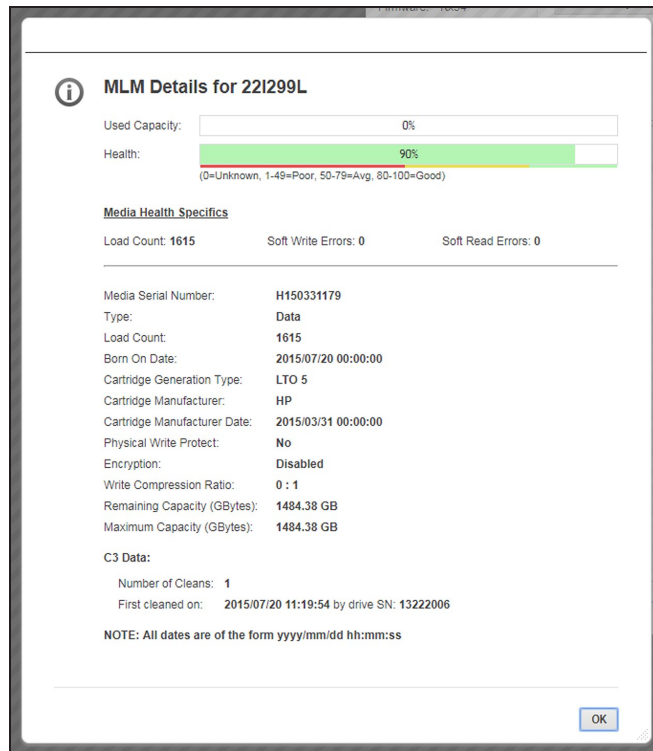 MLM Details for 22I299L
Used Capacity: 0%
Health: 90%
(0=Unknown, 1-49=Poor, 50-79=Avg, 80-100=Good)
Media Health Specifics
Load Count: 1615 Soft Write Errors: 0 Soft Read Errors: 0
Media Serial Number: H150331179
Type: Data
Load Count: 1615
Born On Date: 2015/07/20 00:00:00
Cartridge Generation Type: LTO 5
Cartridge Manufacturer: HP
Cartridge Manufacturer Date: 2015/03/31 00:00:00
Physical Write Protect: No
Encryption: Disabled
Write Compression Ratio: 0 : 1
Remaining Capacity (GBytes): 1484.38 GB
Maximum Capacity (GBytes): 1484.38 GB
C3 Data:
Number of Cleans: 1
First cleaned on: 2015/07/20 11:19:54 by drive SN: 13222006
NOTE: All dates are of the form yyyy/mm/dd hh:mm:ss
OK